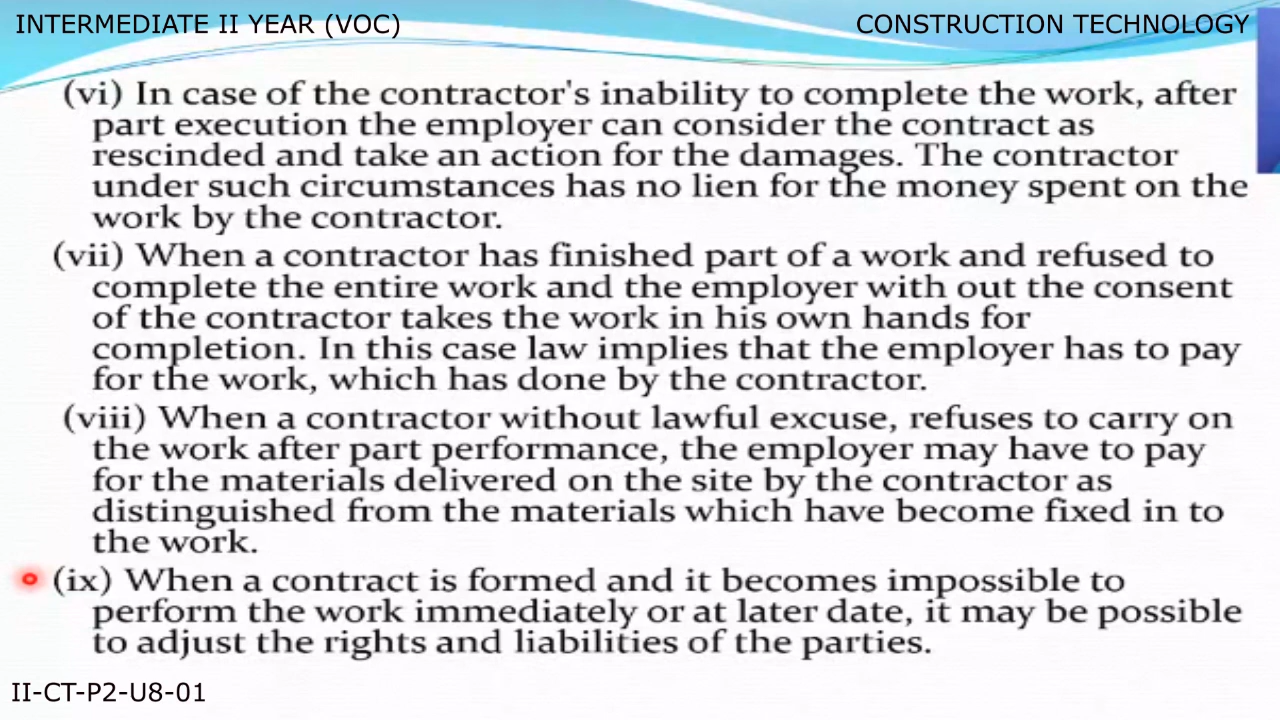 INTERMEDIATE II YEAR (VOC)
CONSTRUCTION TECHNOLOGY
(vi) In case of the contractor's inability to complete the work, after
part execution the employer can consider the contract as
rescinded and take an action for the damages. The contractor
under such circumstances has no lien for the money spent on the
work by the contractor.
(vii) When a contractor has finished part of a work and refused to
complete the entire work and the employer with out the consent
of the contractor takes the work in his own hands for
completion. In this case law implies that the employer has to pay
for the work, which has done by the contractor.
(viii) When a contractor without lawful excuse, refuses to carry on
the work after part performance, the employer may have to pay
for the materials delivered on the site by the contractor as
distinguished from the materials which have become fixed in to
the work.
(ix) When a contract is formed and it becomes impossible to
perform the work immediately or at later date, it may be possible
to adjust the rights and liabilities of the parties.
II-CT-P2-U8-01